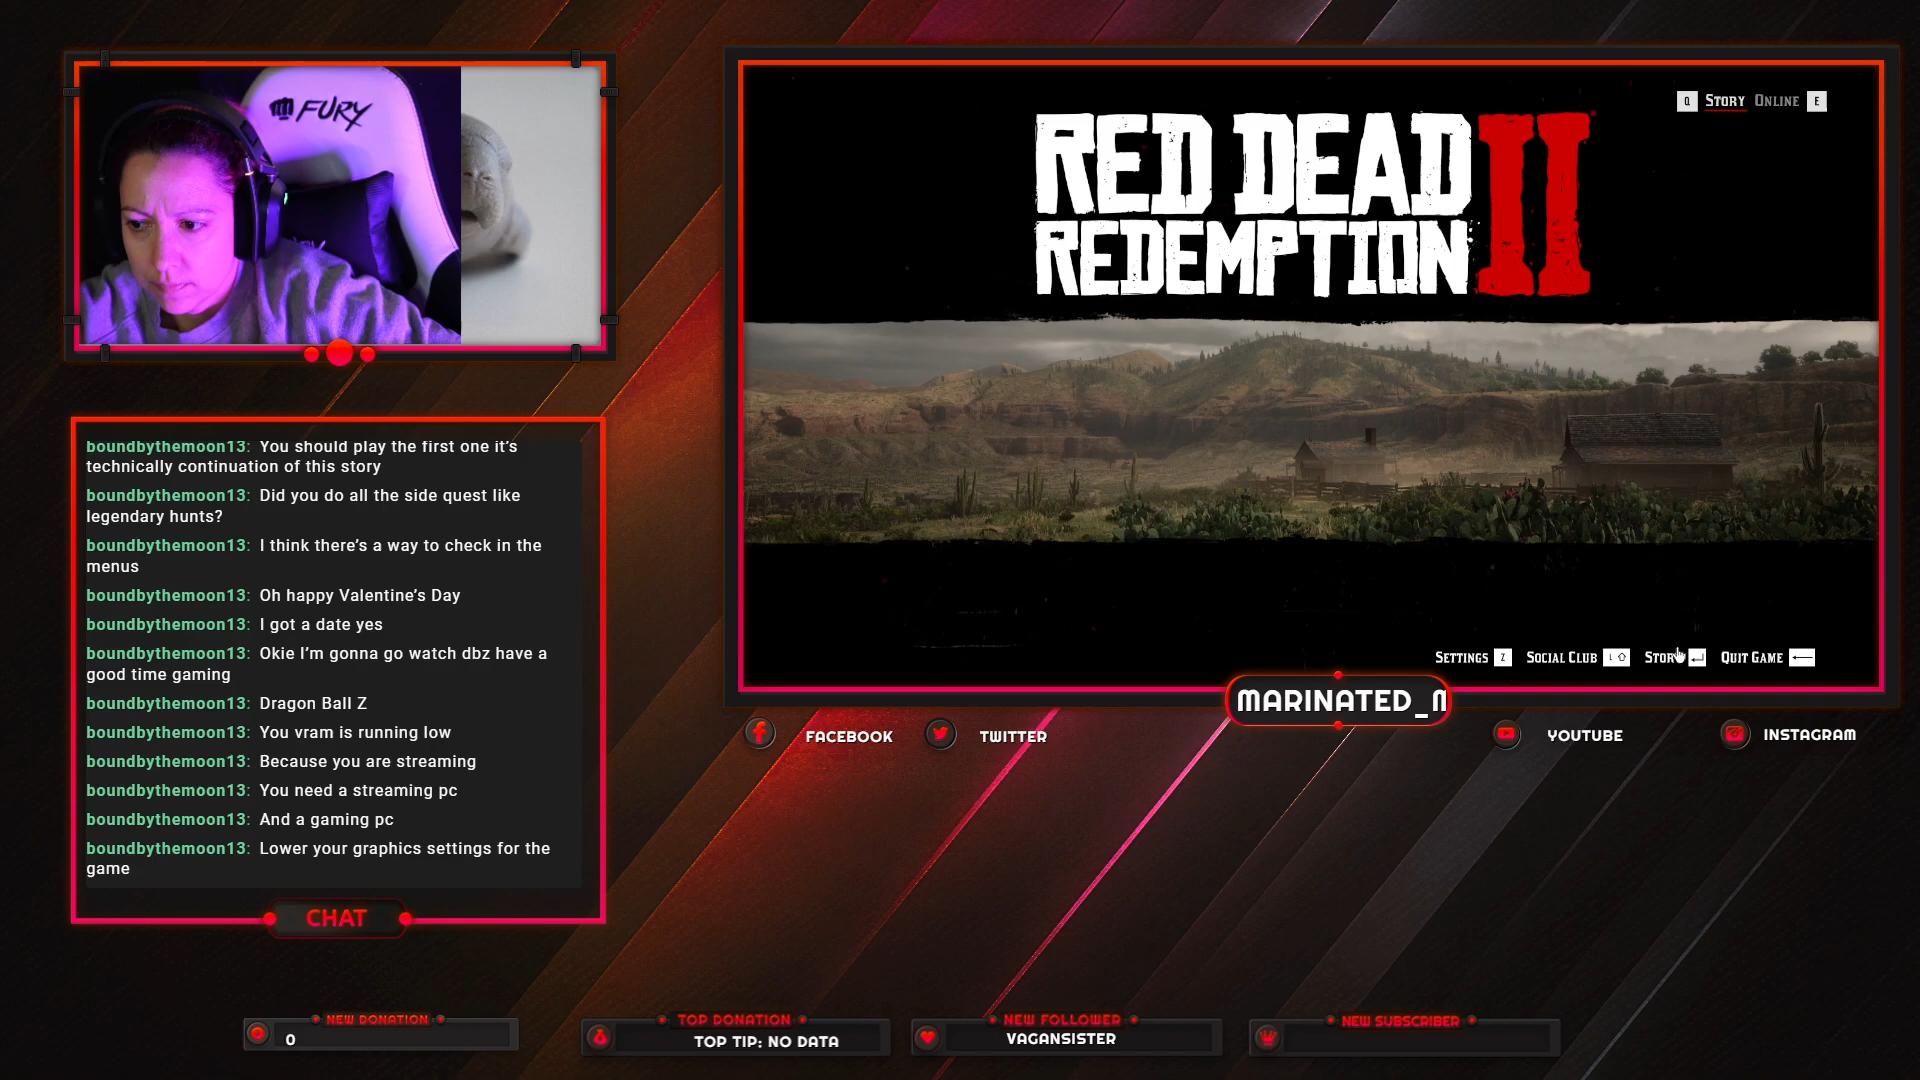 FURY
Q STORY ONLINE E
RED DEAD
REDEMPTION II
boundbythemoon13: You should play the first one it's
technically continuation of this story
boundbythemoon13: Did you do all the side quest like
legendary hunts?
boundbythemoon13: I think there's a way to check in the
menus
boundbythemoon13: Oh happy Valentine's Day
boundbythemoon13: I got a date yes
boundbythemoon13: Okie I'm gonna go watch dbz have a
good time gaming
boundbythemoon13: Dragon Ball Z
boundbythemoon13: You vram is running low
boundbythemoon13: Because you are streaming
boundbythemoon13: You need a streaming pc
boundbythemoon13: And a gaming pc
boundbythemoon13: Lower your graphics settings for the
game
CHAT
SETTINGS Z SOCIAL CLUB L STORY QUIT GAME
MARINATED_M
FACEBOOK TWITTER YOUTUBE INSTAGRAM
NEW DONATION
0
TOP DONATION
TOP TIP: NO DATA
NEW FOLLOWER
VAGANSISTER
NEW SUBSCRIBER